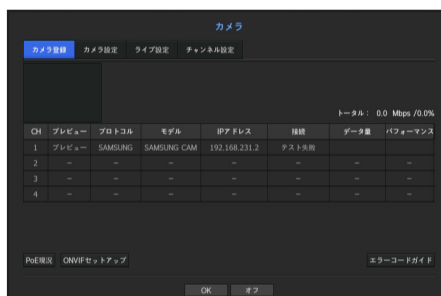 カメラ
カメラ登録 カメラ設定 ライブ設定 チャンネル設定
トータル： 0.0 Mbps /0.0%
CH プレビュー プロトコル モデル IPアドレス 接続 データ量 パフォーマンス
1 プレビュー SAMSUNG SAMSUNG CAM 192.168.231.2 テスト失敗
2 – – – – – – –
3 – – – – – – –
4 – – – – – – –
PoE現況 ONVIFセットアップ エラーコードガイド
OK オフ